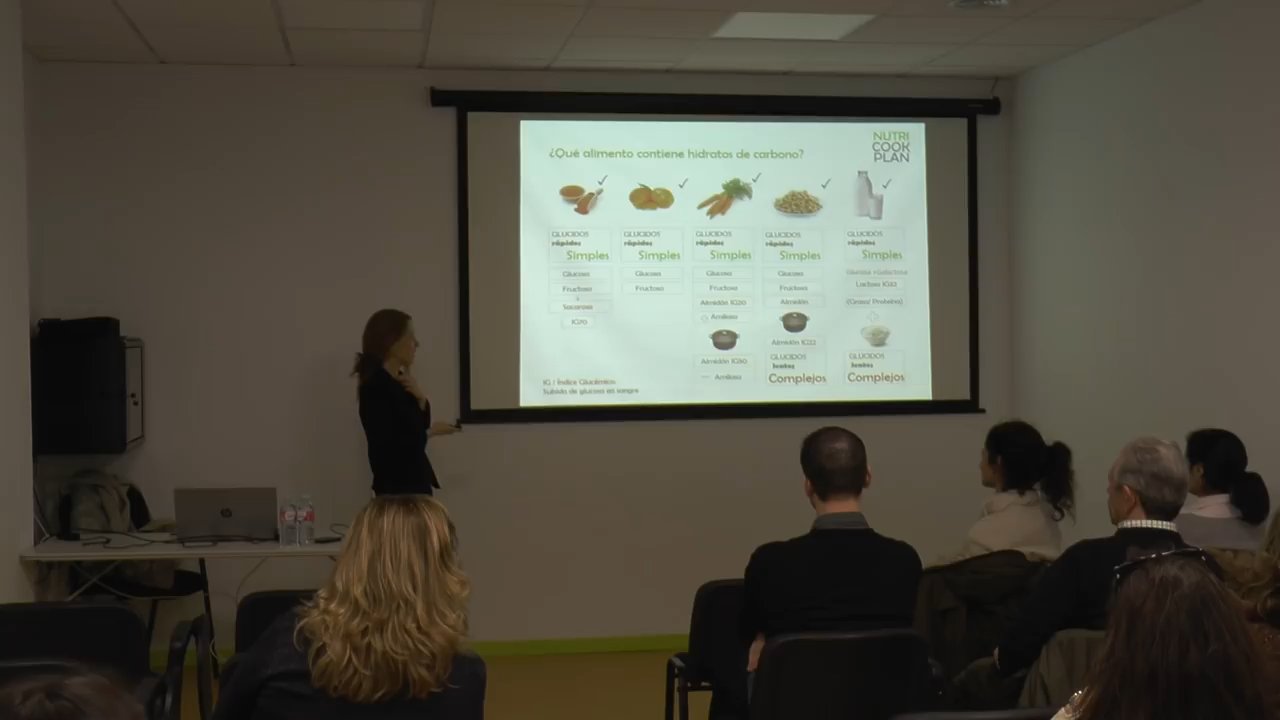 ¿Qué alimento contiene hidratos de carbono?
NUTRI
COOK
PLAN
GLUCIDOS
rápidos
Simples
Glucosa
Fructosa
+
Sacarosa
IG70
GLUCIDOS
rápidos
Simples
Glucosa
Fructosa
GLUCIDOS
rápidos
Simples
Glucosa
Fructosa
Almidón IG20
Amilosa
Almidón IG80
Amilosa
GLUCIDOS
rápidos
Simples
Glucosa
Fructosa
Almidón
Almidón IG22
GLUCIDOS
lentos
Complejos
GLUCIDOS
rápidos
Simples
Glucosa +Galactosa
Lactosa IG32
(Grasa/ Proteína)
GLUCIDOS
lentos
Complejos
IG / Índice Glucémico:
Subida de glucosa en sangre
hp